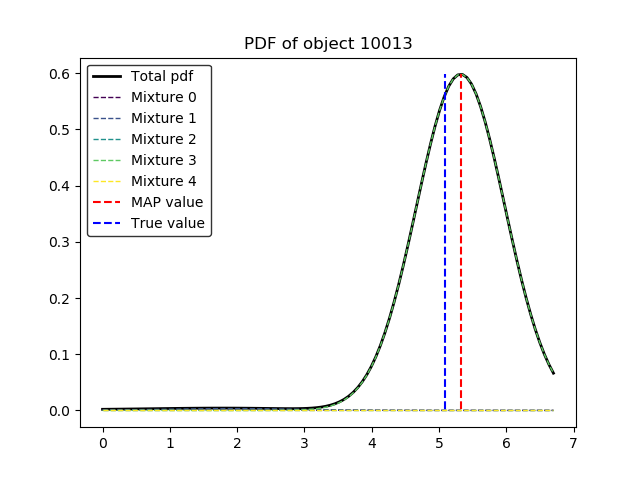 PDF of object 10013
Total pdf
Mixture 0
Mixture 1
Mixture 2
Mixture 3
Mixture 4
MAP value
True value
0.6
0.5
0.4
0.3
0.2
0.1
0.0
0 1 2 3 4 5 6 7